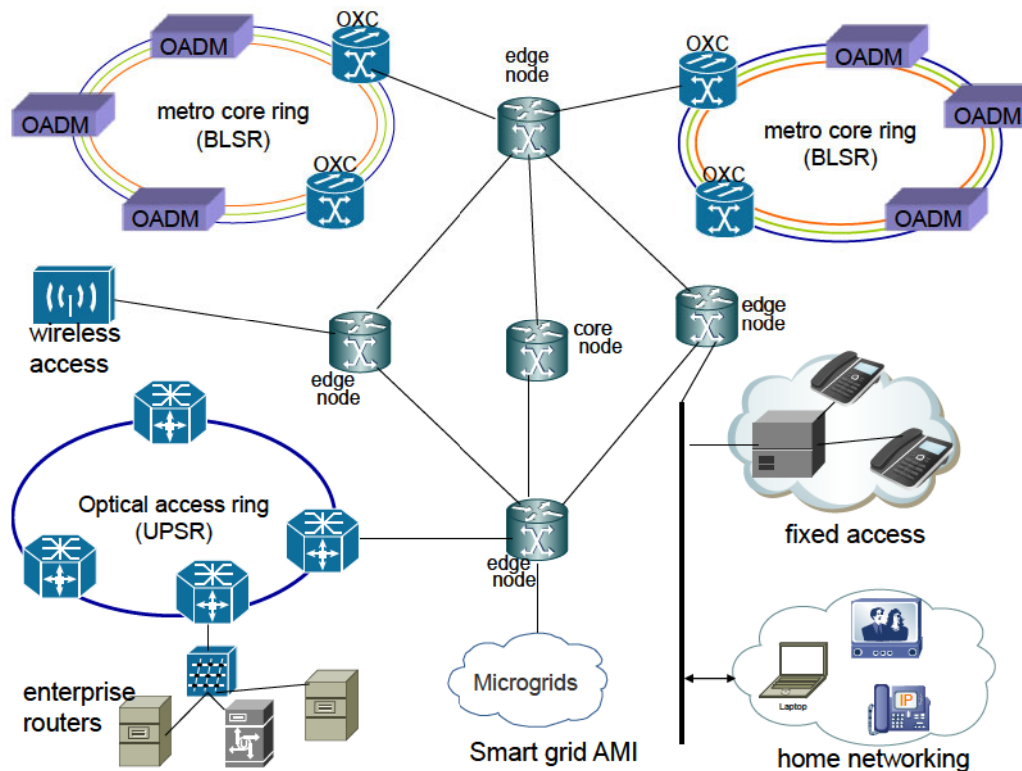 OADM
OXC
edge
node
OXC
OADM
OADM
metro core ring
(BLSR)
OADM
metro core ring
(BLSR)
OXC
OXC
OADM
OADM
wireless
access
edge
node
core
node
edge
node
Optical access ring
(UPSR)
edge
node
fixed access
enterprise
routers
Microgrids
Laptop
IP
Smart grid AMI
home networking